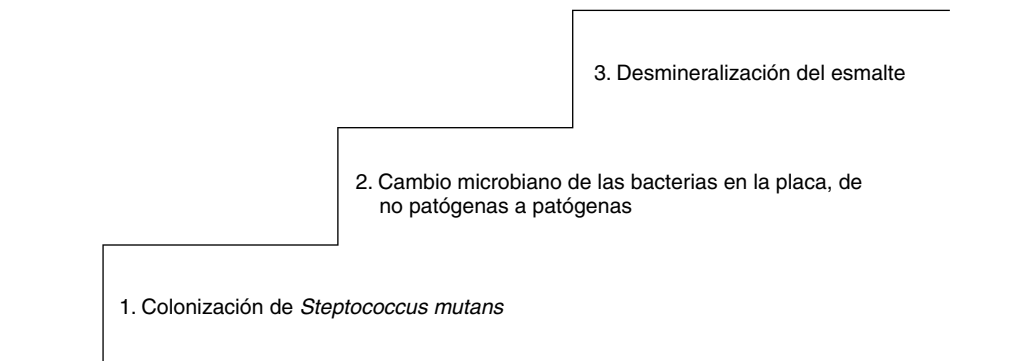 3. Desmineralización del esmalte
2. Cambio microbiano de las bacterias en la placa, de
no patógenas a patógenas
1. Colonización de Steptococcus mutans